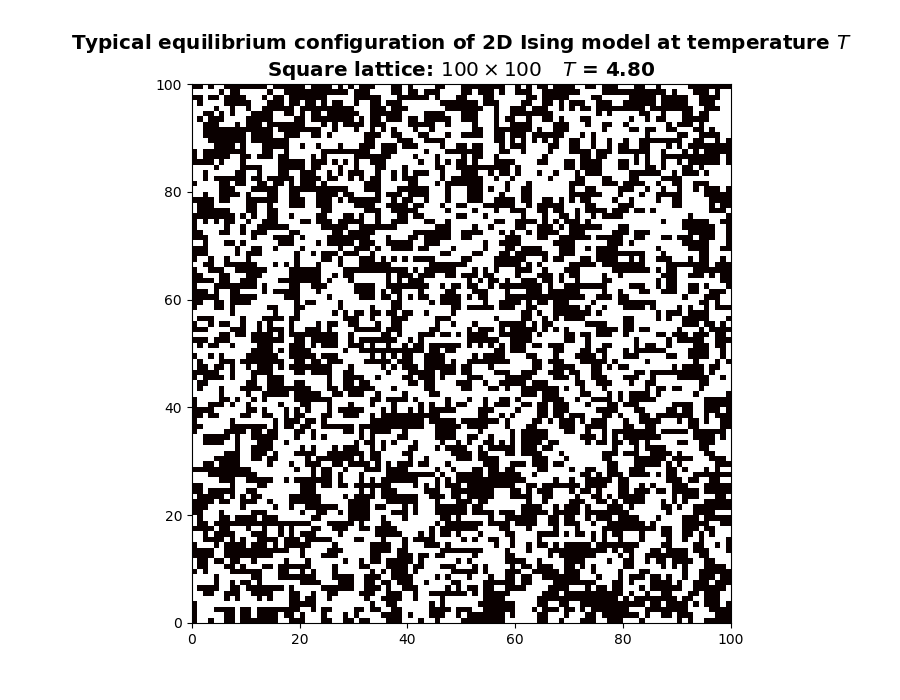 Typical equilibrium configuration of 2D Ising model at temperature T
Square lattice: 100 × 100 T = 4.80
100
80
60
40
20
0
0 20 40 60 80 100